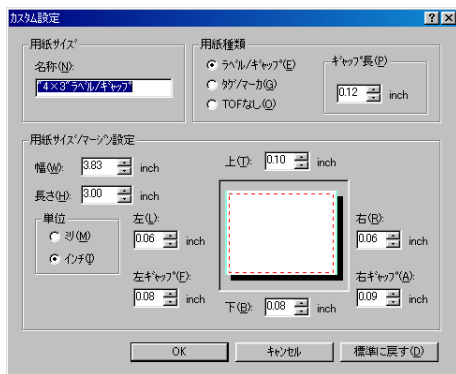 カスタム設定
用紙サイズ
名称(N):
"4×3"ラベル/ギャップ
用紙種類
ラベル/ギャップ(E)
タグ/マーカ(G)
TOFなし(O)
ギャップ長(P)
0.12 inch
用紙サイズ/マージン設定
幅(W): 3.83 inch
長さ(H): 3.00 inch
単位
ミリ(M)
インチ(I)
上(T): 0.10 inch
左(L):
0.06 inch
左ギャップ(F):
0.08 inch
下(B): 0.08 inch
右(R):
0.06 inch
右ギャップ(A):
0.09 inch
OK キャンセル 標準に戻す(D)